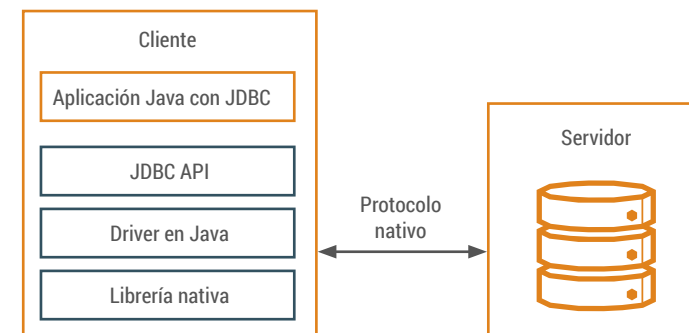 Cliente
Aplicación Java con JDBC
JDBC API
Driver en Java
Librería nativa
Protocolo
nativo
Servidor